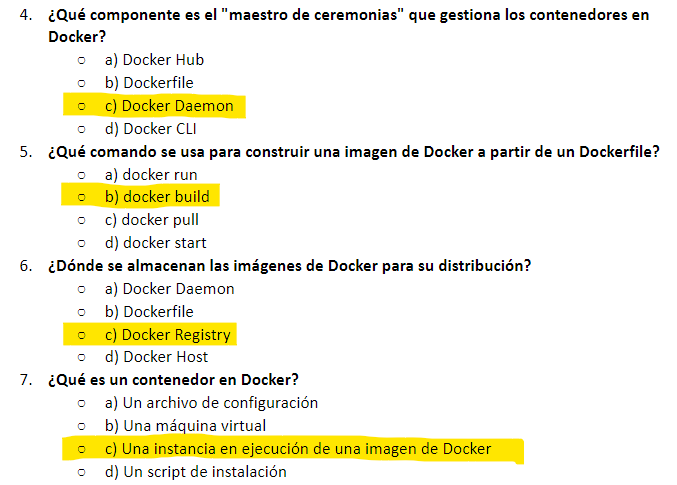 4. ¿Qué componente es el "maestro de ceremonias" que gestiona los contenedores en
Docker?
○ a) Docker Hub
○ b) Dockerfile
○ c) Docker Daemon
○ d) Docker CLI
5. ¿Qué comando se usa para construir una imagen de Docker a partir de un Dockerfile?
○ a) docker run
○ b) docker build
○ c) docker pull
○ d) docker start
6. ¿Dónde se almacenan las imágenes de Docker para su distribución?
○ a) Docker Daemon
○ b) Dockerfile
○ c) Docker Registry
○ d) Docker Host
7. ¿Qué es un contenedor en Docker?
○ a) Un archivo de configuración
○ b) Una máquina virtual
○ c) Una instancia en ejecución de una imagen de Docker
○ d) Un script de instalación